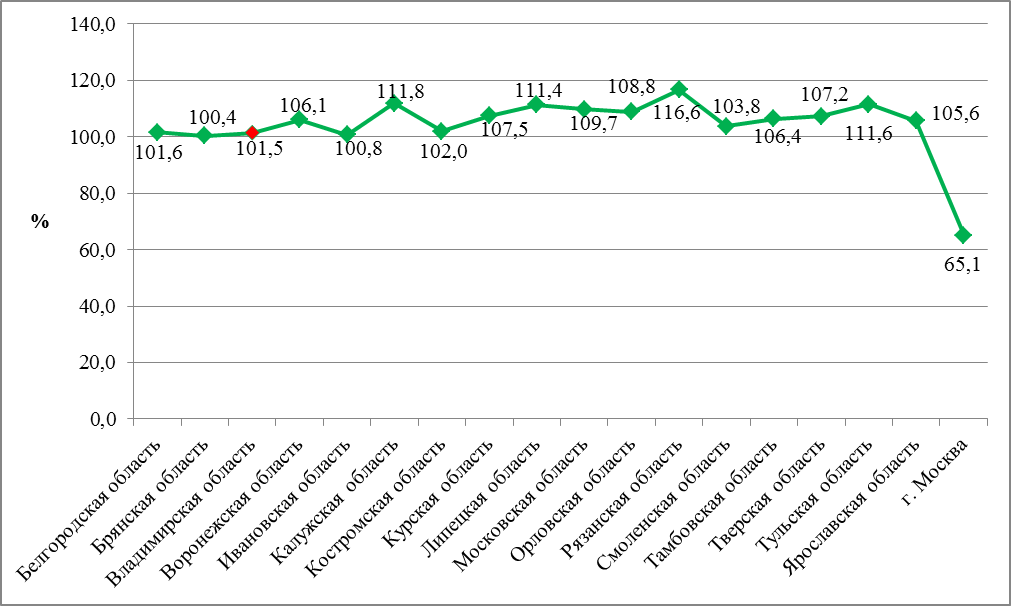 140,0
120,0
100,0
80,0
60,0
40,0
20,0
0,0
%
101,6
100,4
101,5
106,1
100,8
111,8
102,0
107,5
111,4
109,7
108,8
116,6
103,8
106,4
107,2
111,6
105,6
65,1
Белгородская область
Брянская область
Владимирская область
Воронежская область
Ивановская область
Калужская область
Костромская область
Курская область
Липецкая область
Московская область
Орловская область
Рязанская область
Смоленская область
Тамбовская область
Тверская область
Тульская область
Ярославская область
г. Москва